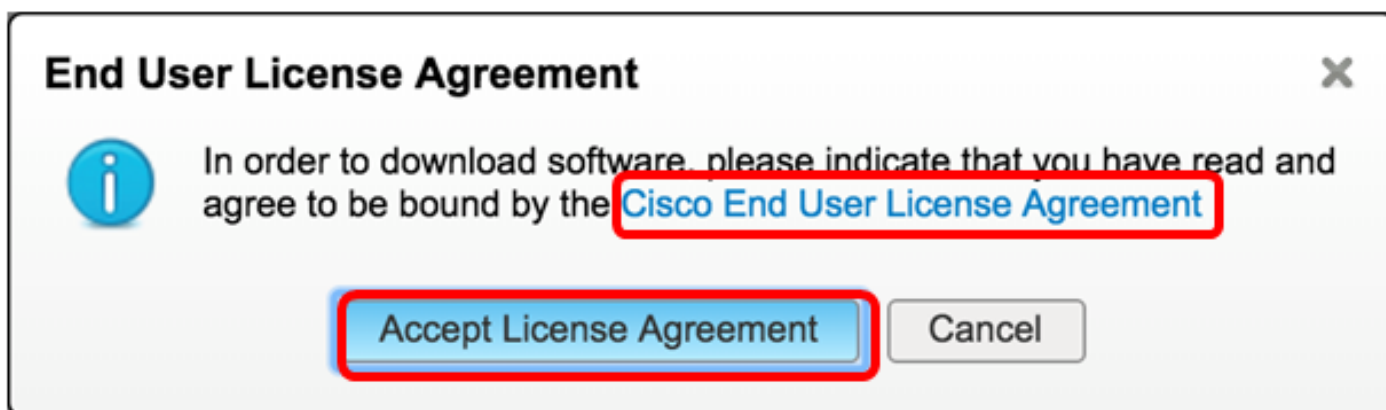 End User License Agreement
In order to download software, please indicate that you have read and
agree to be bound by the Cisco End User License Agreement
Accept License Agreement
Cancel